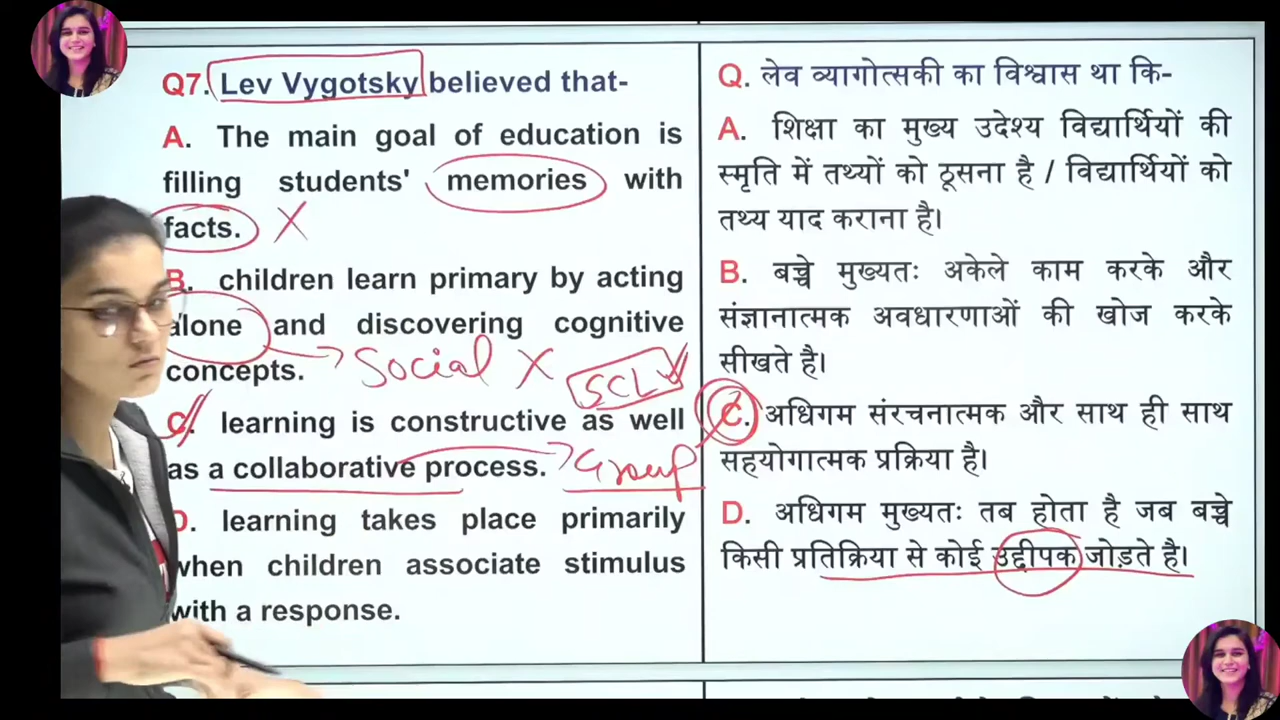 Q7. Lev Vygotsky believed that-
A. The main goal of education is
filling students' memories with
facts. X
B. children learn primary by acting
alone and discovering cognitive
concepts. Social X
SCL
C. learning is constructive as well
as a collaborative process. Group
D. learning takes place primarily
when children associate stimulus
with a response.
Q. लेव व्यागोत्सकी का विश्वास था कि-
A. शिक्षा का मुख्य उदेश्य विद्यार्थियों की
स्मृति में तथ्यों को ठूसना है / विद्यार्थियों को
तथ्य याद कराना है।
B. बच्चे मुख्यतः अकेले काम करके और
संज्ञानात्मक अवधारणाओं की खोज करके
सीखते है।
C. अधिगम संरचनात्मक और साथ ही साथ
सहयोगात्मक प्रक्रिया है।
D. अधिगम मुख्यतः तब होता है जब बच्चे
किसी प्रतिक्रिया से कोई उद्दीपक जोड़ते है।